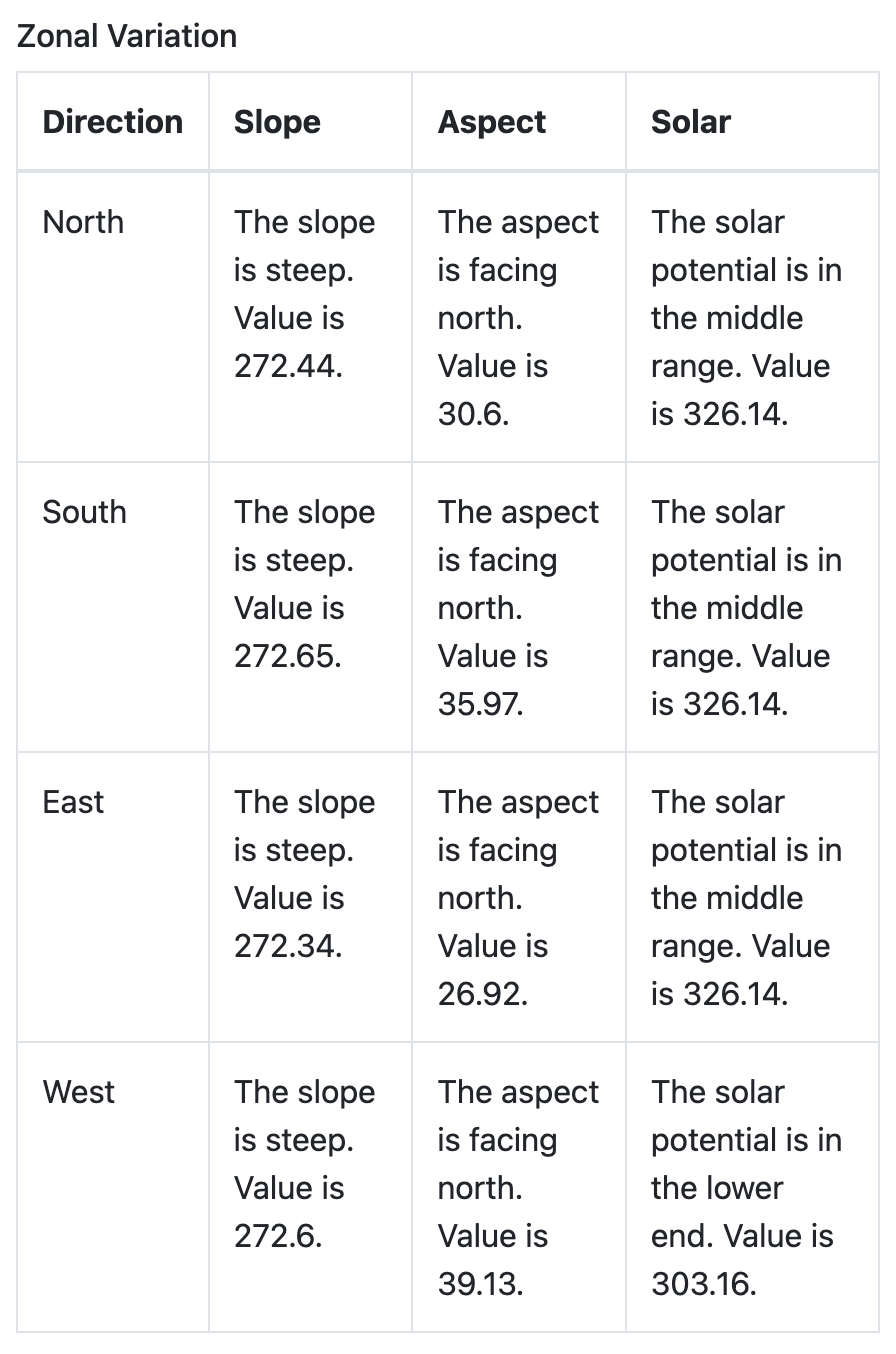 Zonal Variation
Direction Slope Aspect Solar
North
The slope
is steep.
Value is
272.44.
The aspect
is facing
north.
Value is
30.6.
The solar
potential is in
the middle
range. Value
is 326.14.
South
The slope
is steep.
Value is
272.65.
The aspect
is facing
north.
Value is
35.97.
The solar
potential is in
the middle
range. Value
is 326.14.
East
The slope
is steep.
Value is
272.34.
The aspect
is facing
north.
Value is
26.92.
The solar
potential is in
the middle
range. Value
is 326.14.
West
The slope
is steep.
Value is
272.6.
The aspect
is facing
north.
Value is
39.13.
The solar
potential is in
the lower
end. Value is
303.16.